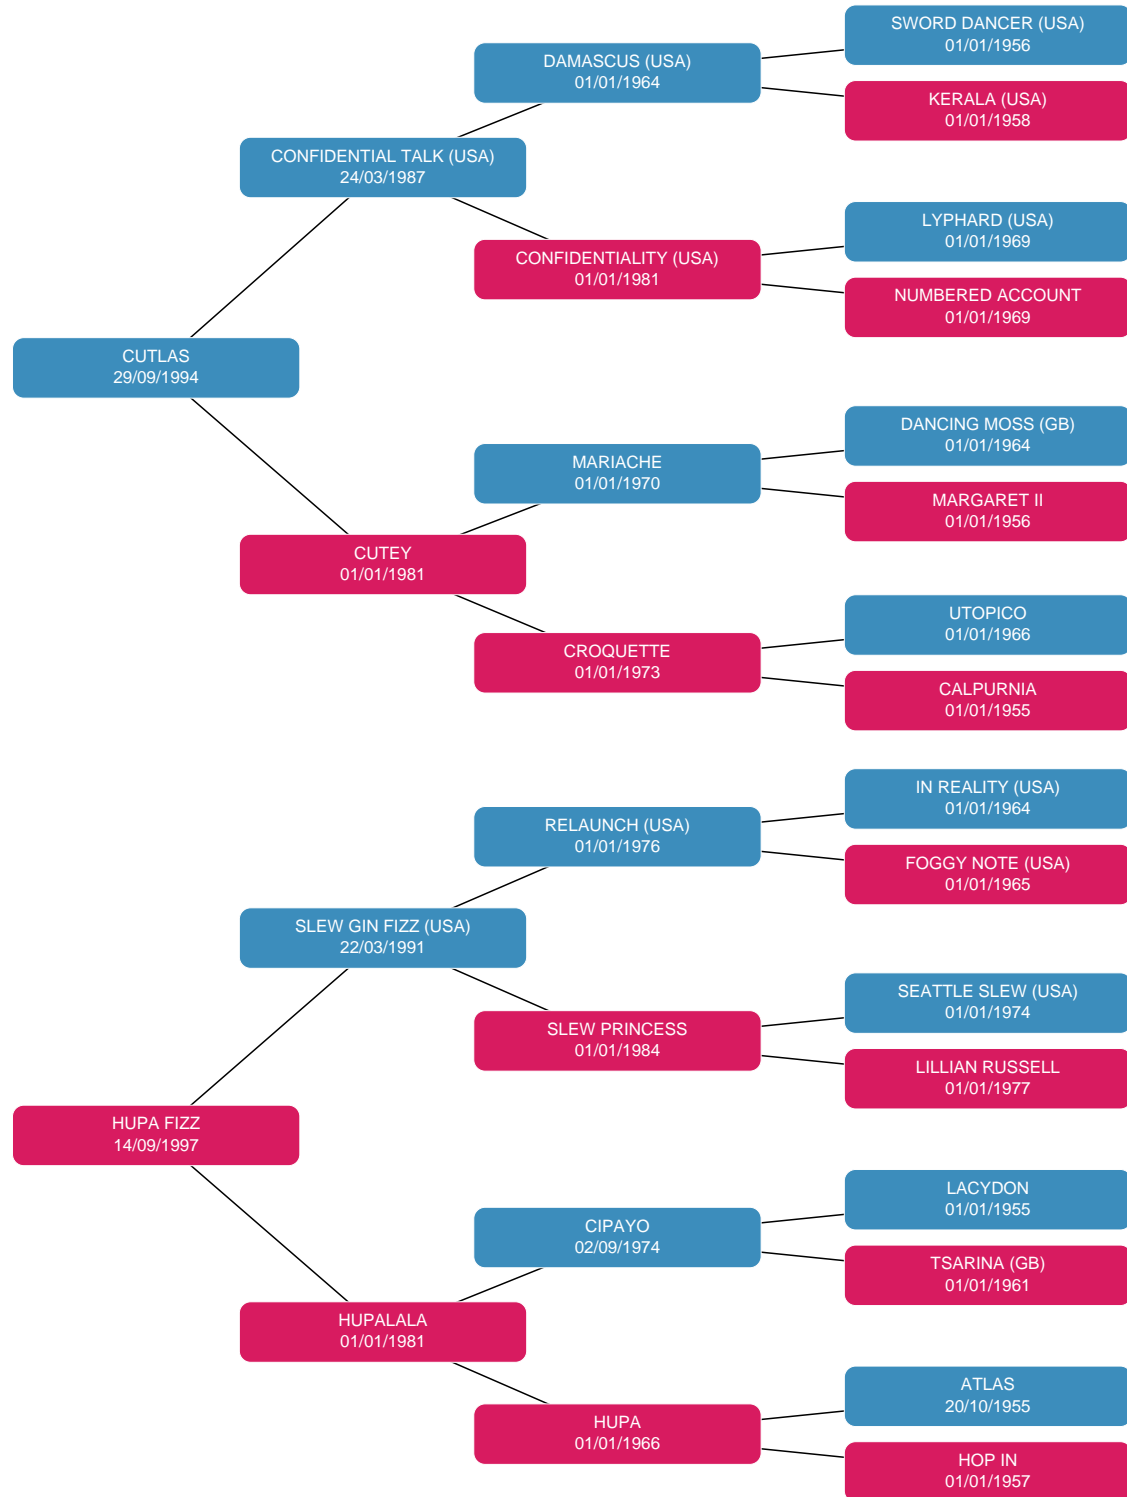 SWORD DANCER (USA)
01/01/1956
DAMASCUS (USA)
01/01/1964
KERALA (USA)
01/01/1958
CONFIDENTIAL TALK (USA)
24/03/1987
LYPHARD (USA)
01/01/1969
CONFIDENTIALITY (USA)
01/01/1981
NUMBERED ACCOUNT
01/01/1969
CUTLAS
29/09/1994
DANCING MOSS (GB)
01/01/1964
MARIACHE
01/01/1970
MARGARET II
01/01/1956
CUTEY
01/01/1981
UTOPICO
01/01/1966
CROQUETTE
01/01/1973
CALPURNIA
01/01/1955
IN REALITY (USA)
01/01/1964
RELAUNCH (USA)
01/01/1976
FOGGY NOTE (USA)
01/01/1965
SLEW GIN FIZZ (USA)
22/03/1991
SEATTLE SLEW (USA)
01/01/1974
SLEW PRINCESS
01/01/1984
LILLIAN RUSSELL
01/01/1977
HUPA FIZZ
14/09/1997
LACYDON
01/01/1955
CIPAYO
02/09/1974
TSARINA (GB)
01/01/1961
HUPALALA
01/01/1981
ATLAS
20/10/1955
HUPA
01/01/1966
HOP IN
01/01/1957